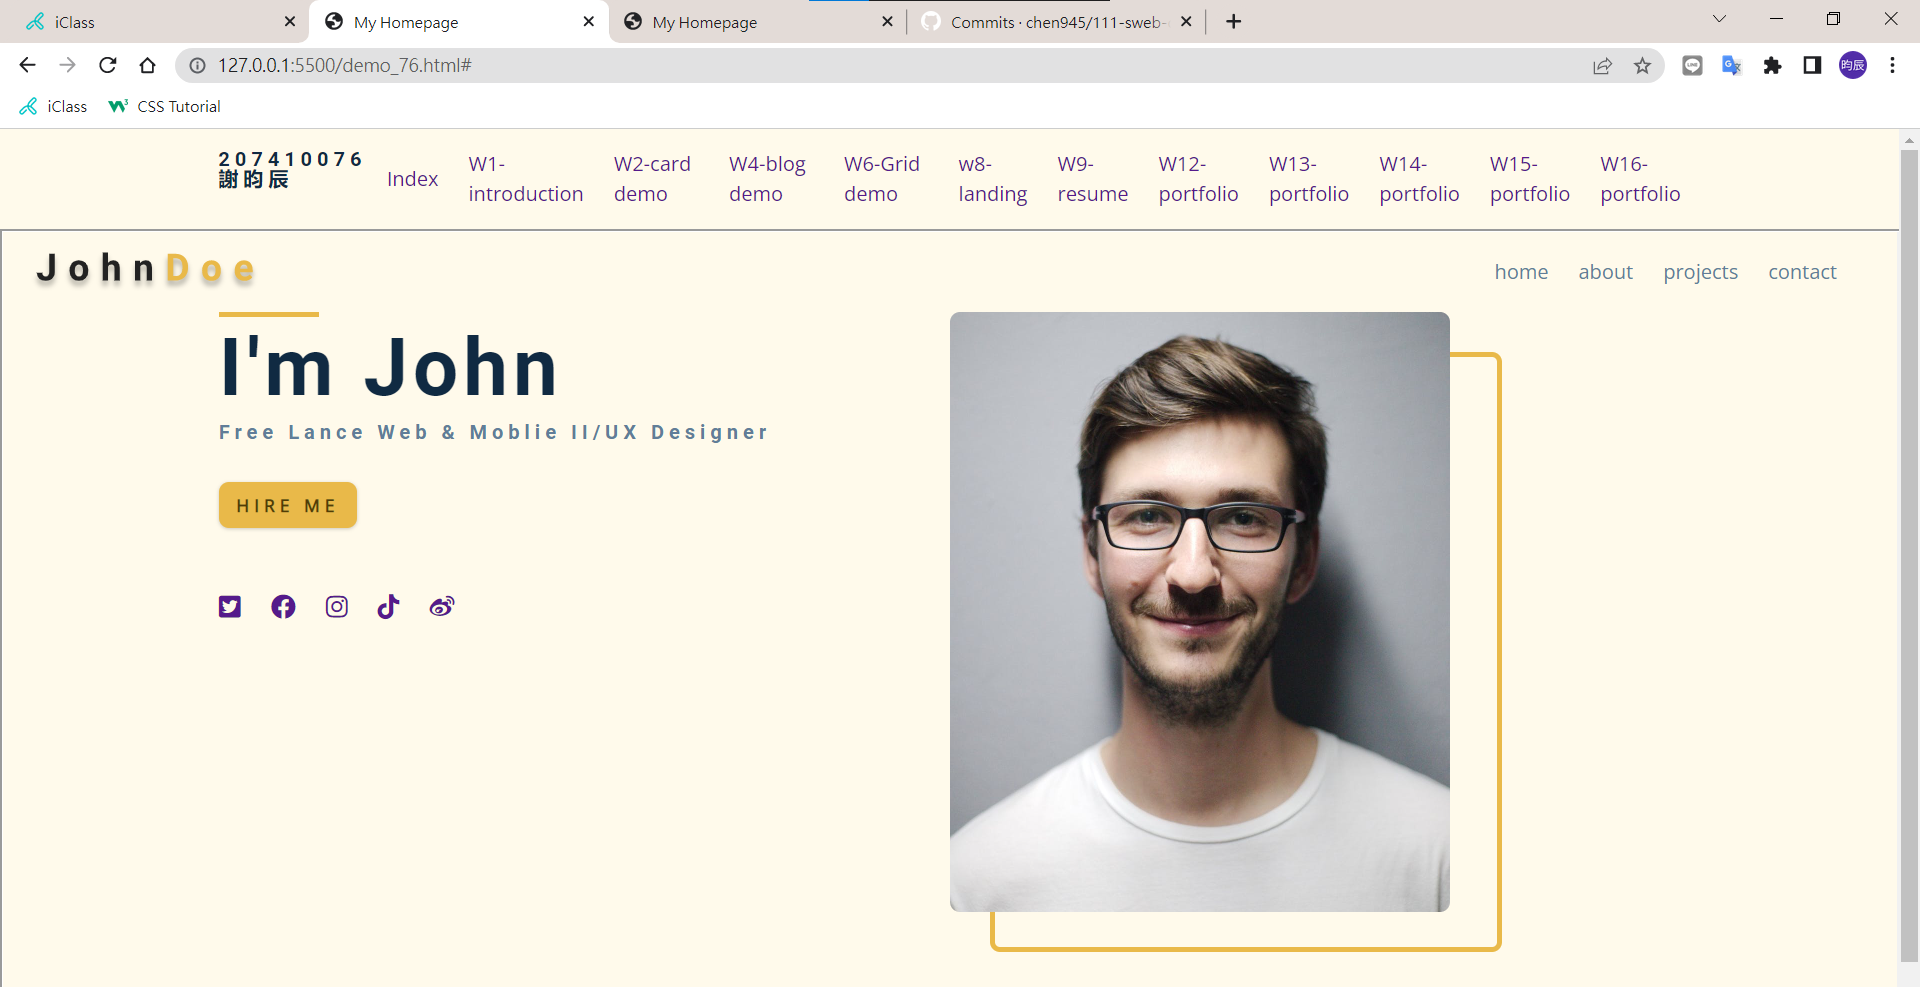 iClass
My Homepage
My Homepage
Commits · chen945/111-sweb-
127.0.0.1:5500/demo_76.html#
昀辰
iClass
CSS Tutorial
207410076
謝昀辰
Index
W1-
introduction
W2-card
demo
W4-blog
demo
W6-Grid
demo
w8-
landing
W9-
resume
W12-
portfolio
W13-
portfolio
W14-
portfolio
W15-
portfolio
W16-
portfolio
JohnDoe
home about projects contact
I'm John
Free Lance Web & Moblie II/UX Designer
HIRE ME